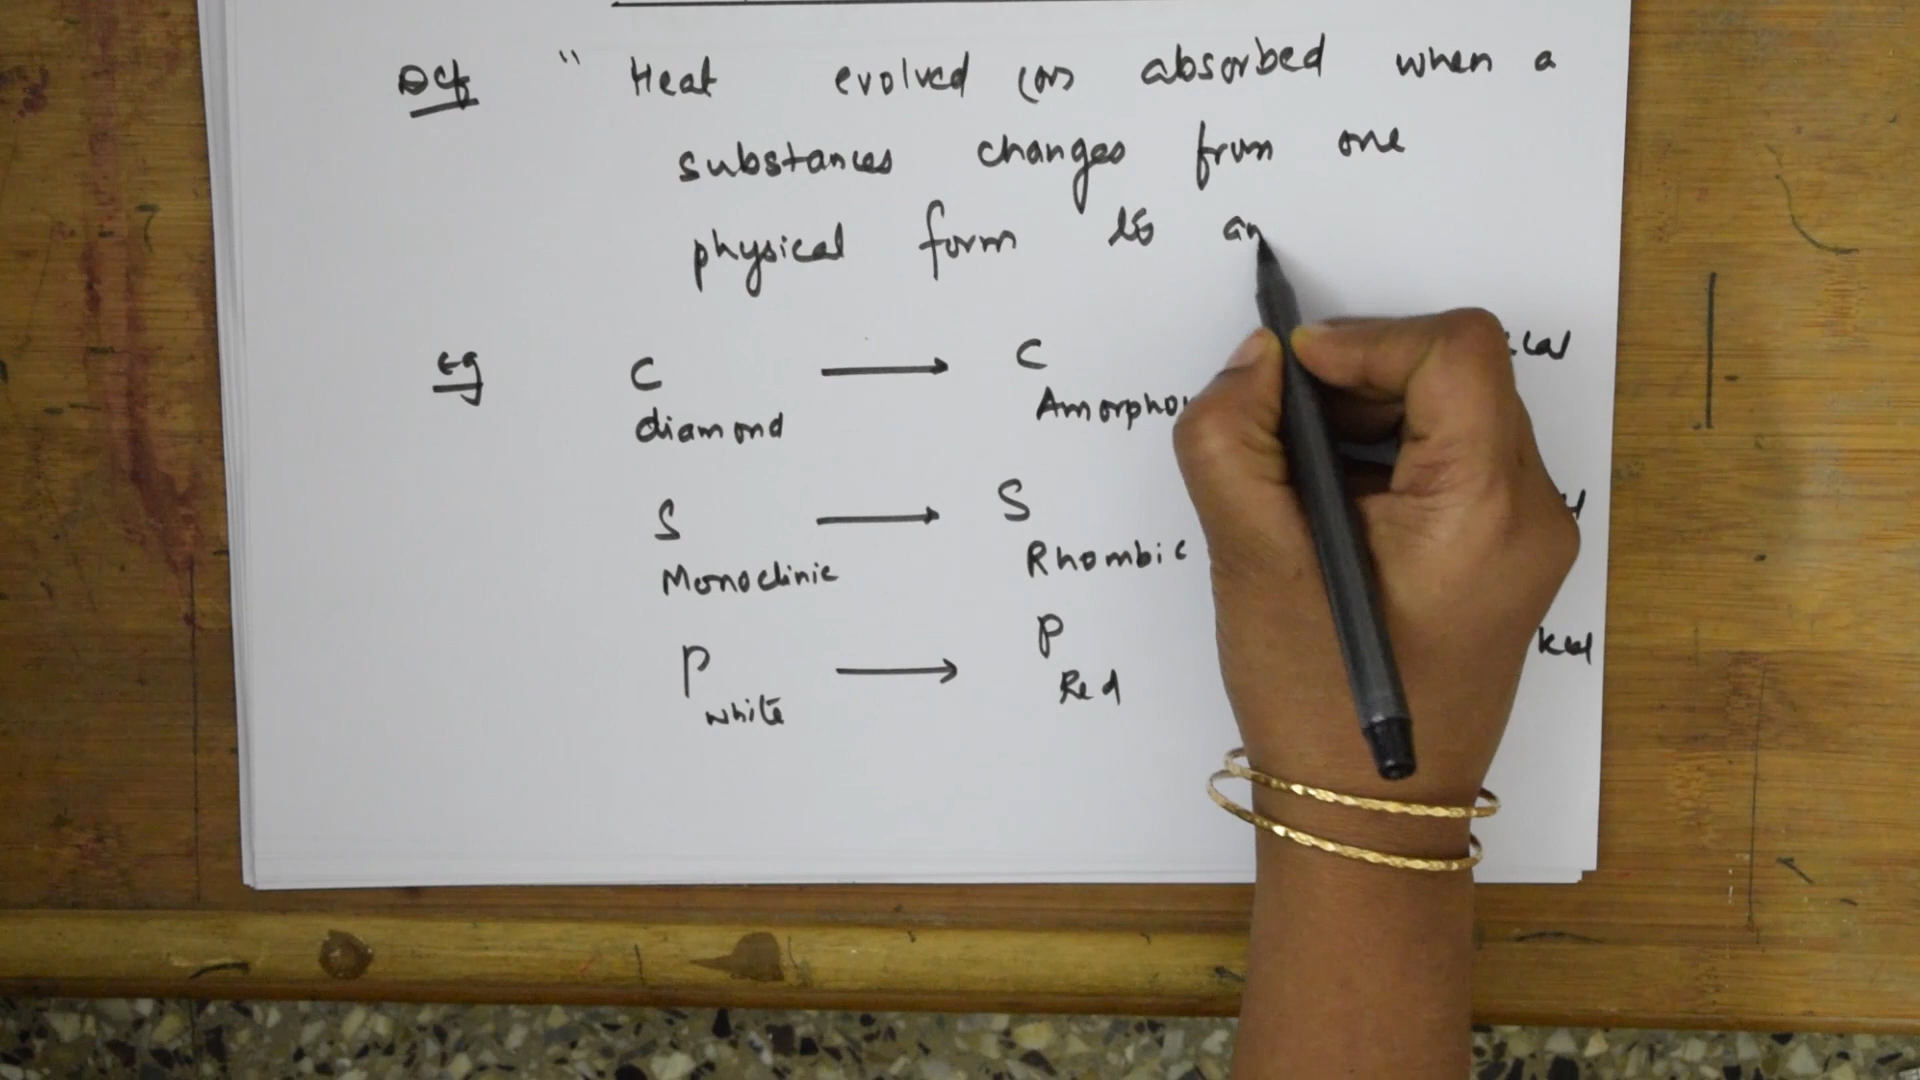 Def " Heat evolved (or) absorbed when a
substances changes from one
physical form to an
eg C → C
diamond Amorpho
S → S
Monoclinic Rhombic
P → P
white Red